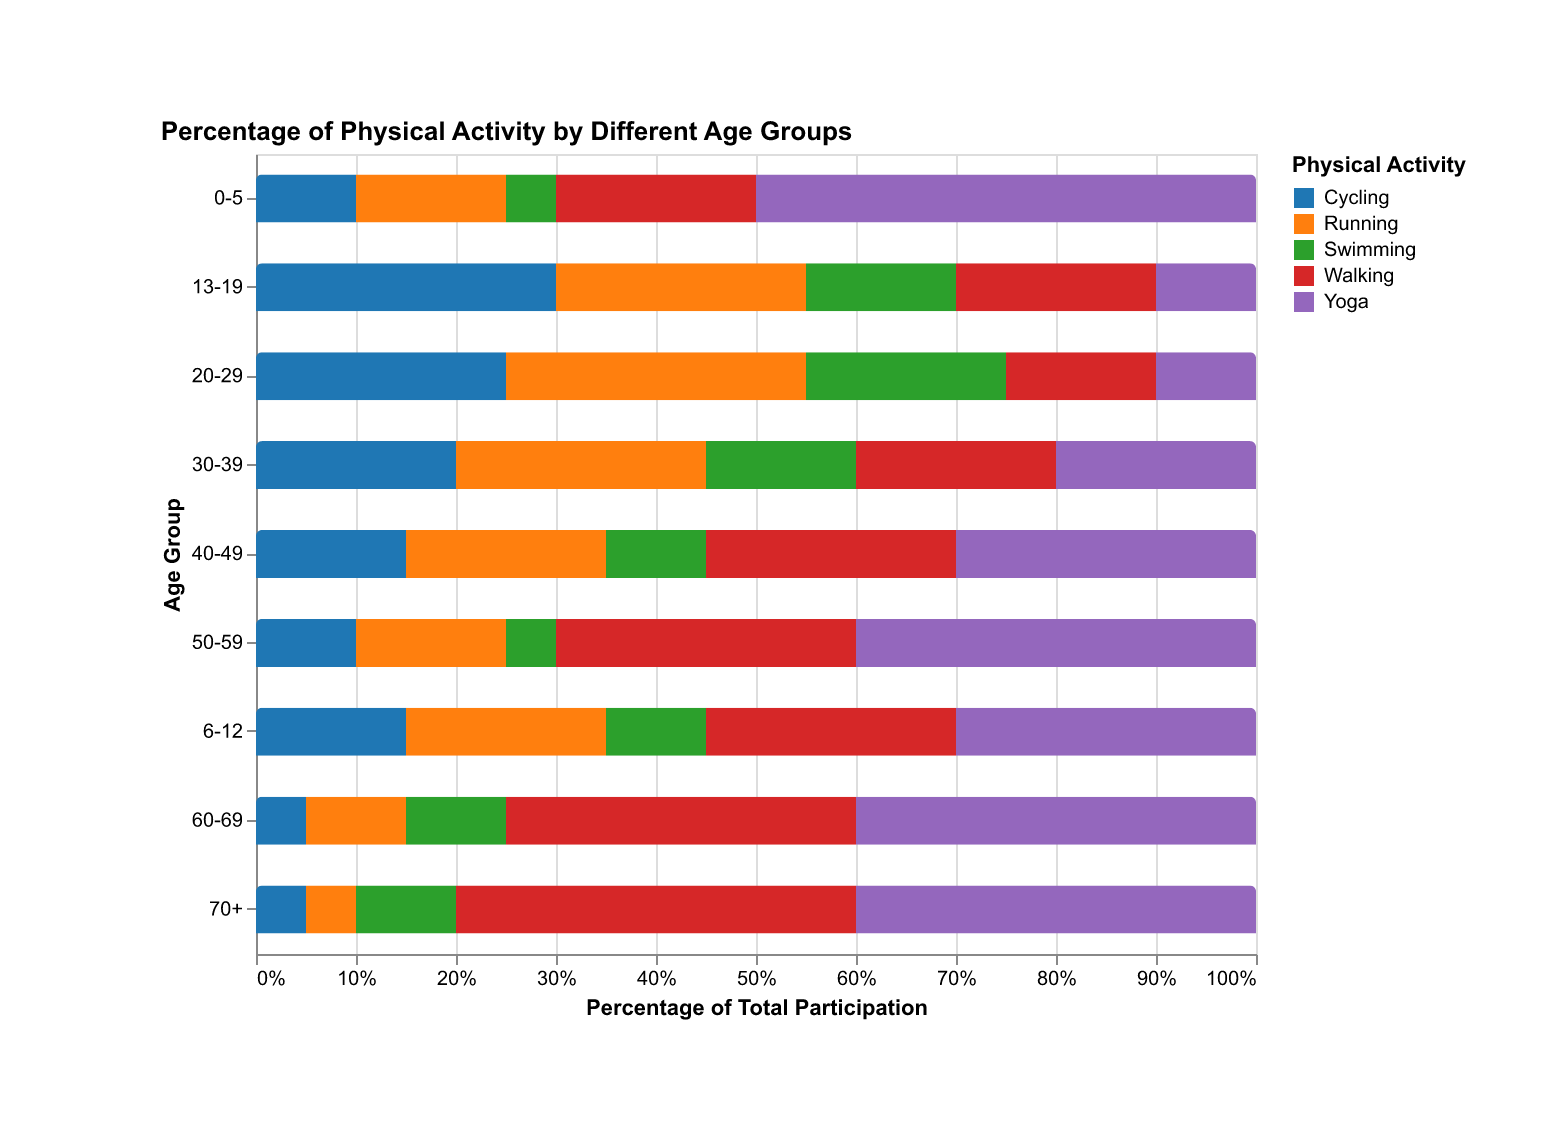 Percentage of Physical Activity by Different Age Groups
Physical Activity
Cycling
Running
Swimming
Walking
Yoga
Age Group
0-5
13-19
20-29
30-39
40-49
50-59
6-12
60-69
70+
0% 10% 20% 30% 40% 50% 60% 70% 80% 90% 100%
Percentage of Total Participation